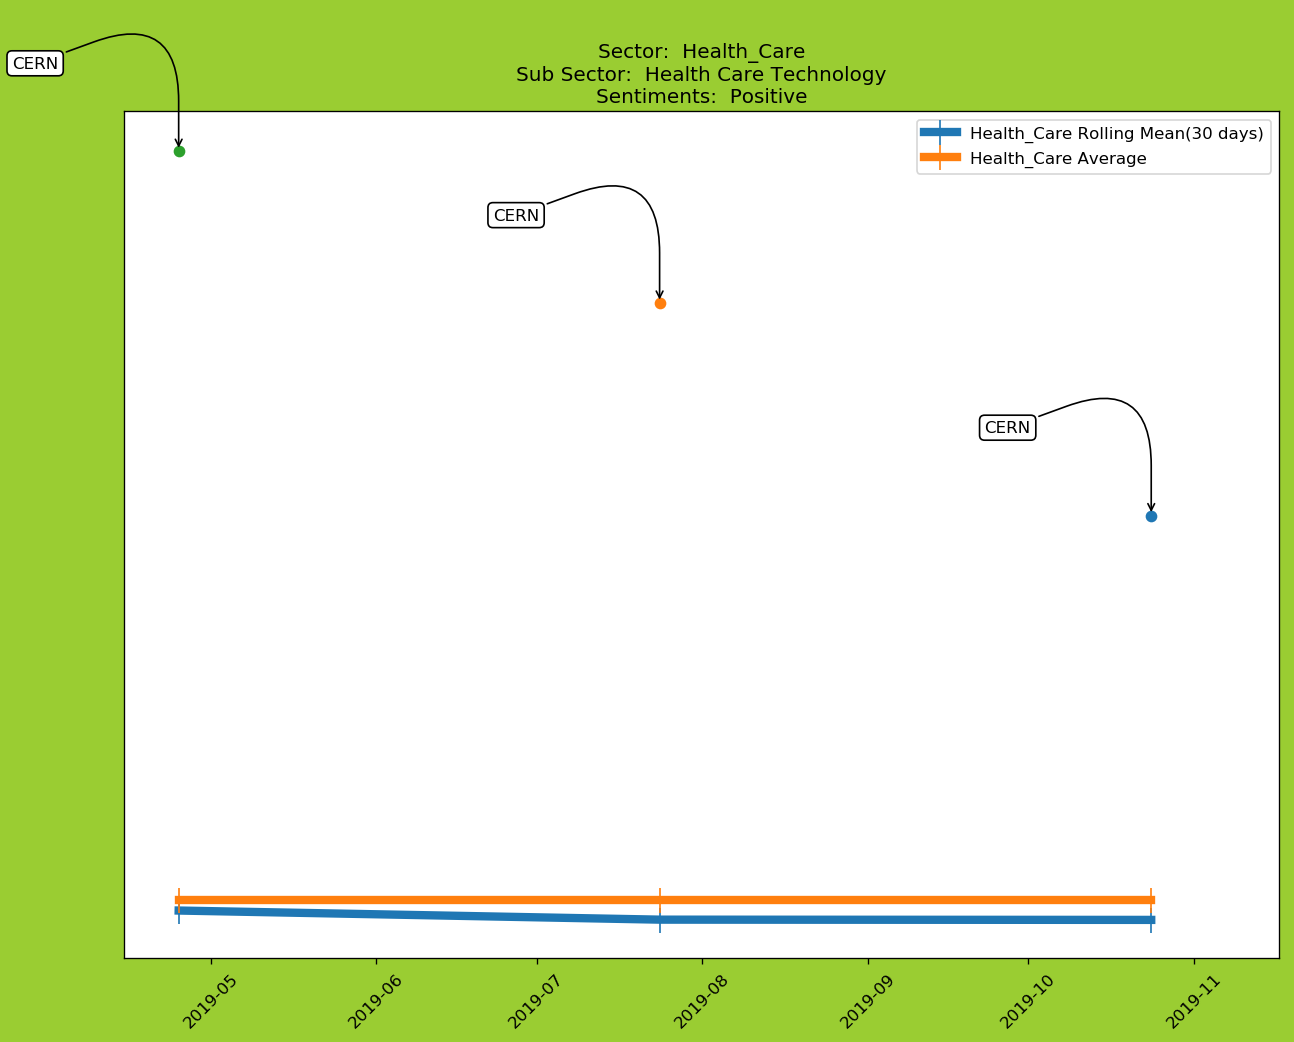 CERN
Sector:  Health_Care
Sub Sector:  Health Care Technology
Sentiments:  Positive
Health_Care Rolling Mean(30 days)
Health_Care Average
CERN
CERN
2019-05
2019-06
2019-07
2019-08
2019-09
2019-10
2019-11